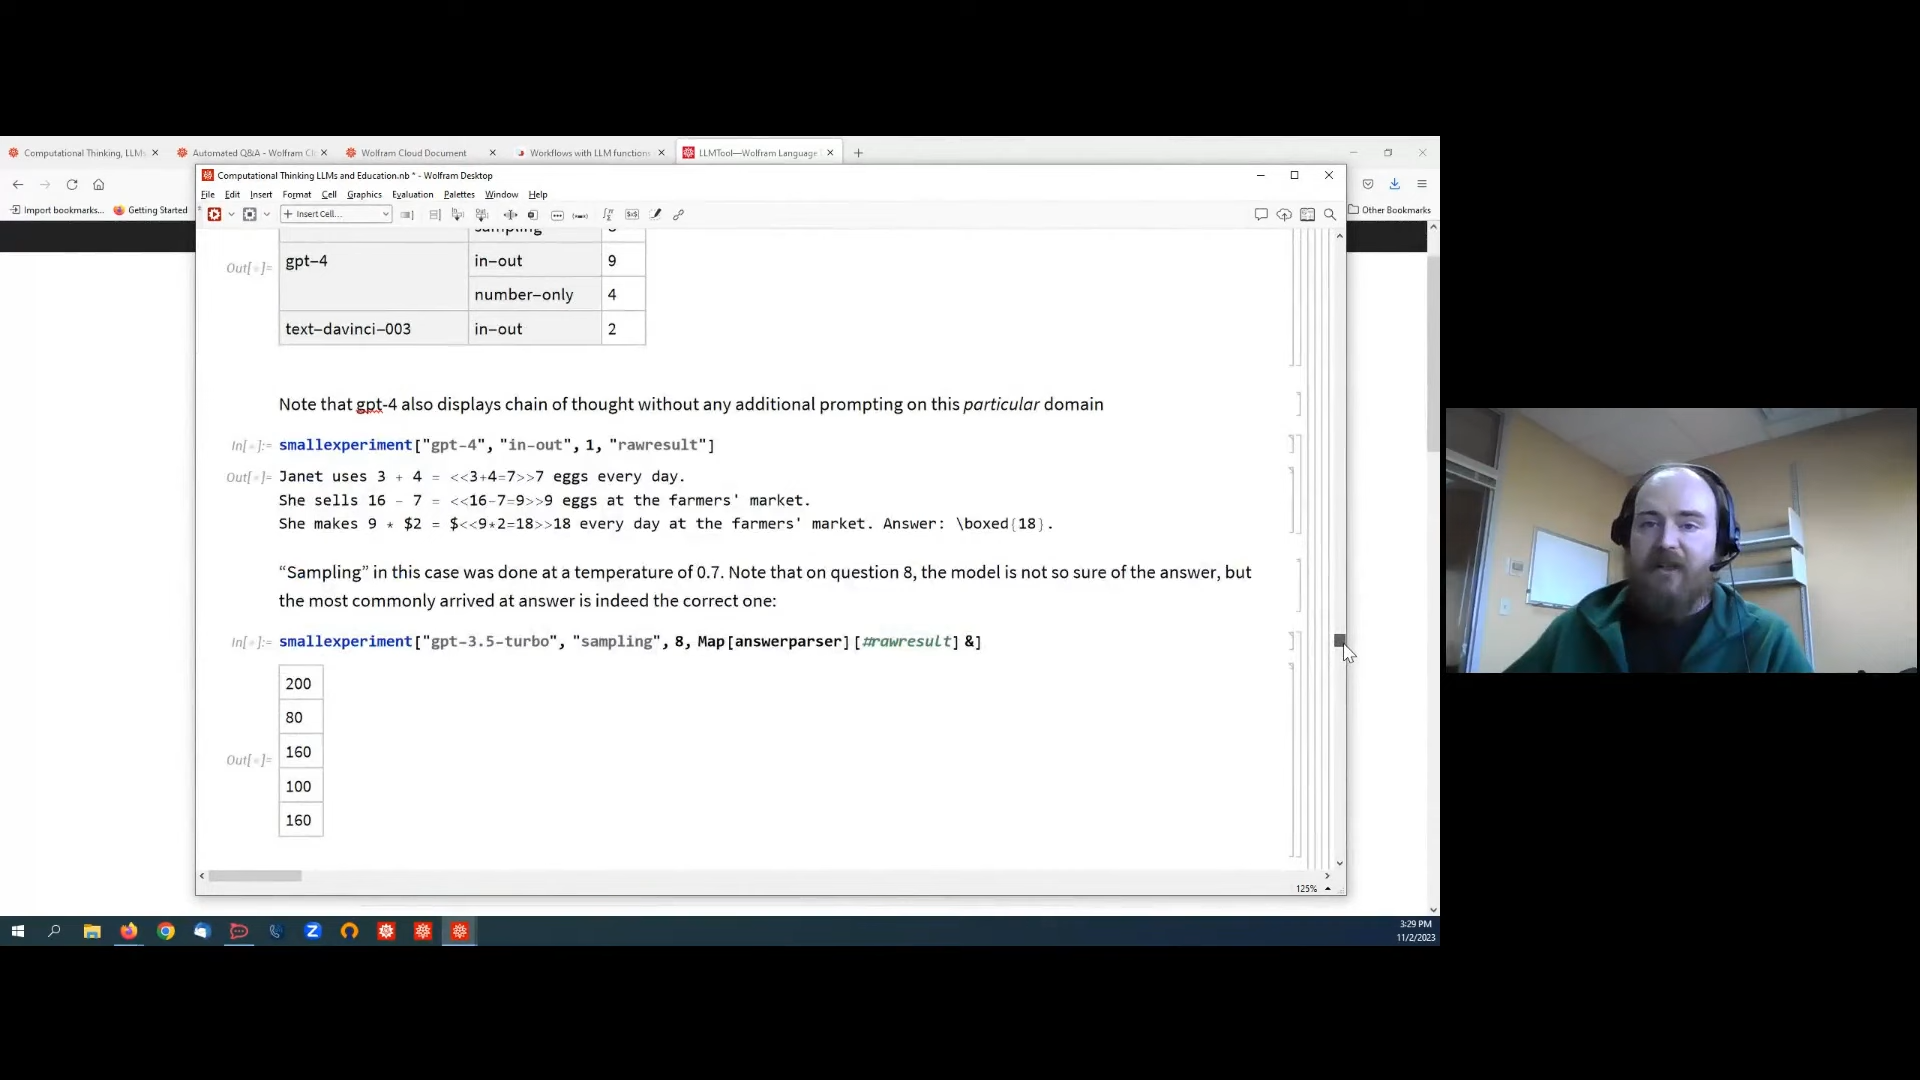 Computational Thinking, LLMs
Automated Q&A - Wolfram Cl
Wolfram Cloud Document
Workflows with LLM functions
LLMTool—Wolfram Language
Import bookmarks...
Getting Started
Other Bookmarks
Computational Thinking LLMs and Education.nb * - Wolfram Desktop
File Edit Insert Format Cell Graphics Evaluation Palettes Window Help
Insert Cell...
sampling
Out[•]= gpt–4 in–out 9
number–only 4
text–davinci–003 in–out 2
Note that gpt-4 also displays chain of thought without any additional prompting on this particular domain
In[•]:= smallexperiment["gpt–4", "in–out", 1, "rawresult"]
Out[•]= Janet uses 3 + 4 = <<3+4=7>>7 eggs every day.
She sells 16 - 7 = <<16-7=9>>9 eggs at the farmers' market.
She makes 9 * $2 = $<<9*2=18>>18 every day at the farmers' market. Answer: \boxed{18}.
“Sampling” in this case was done at a temperature of 0.7. Note that on question 8, the model is not so sure of the answer, but
the most commonly arrived at answer is indeed the correct one:
In[•]:= smallexperiment["gpt–3.5–turbo", "sampling", 8, Map[answerparser][#rawresult] &]
200
80
160
Out[•]=
100
160
125%
3:29 PM
11/2/2023